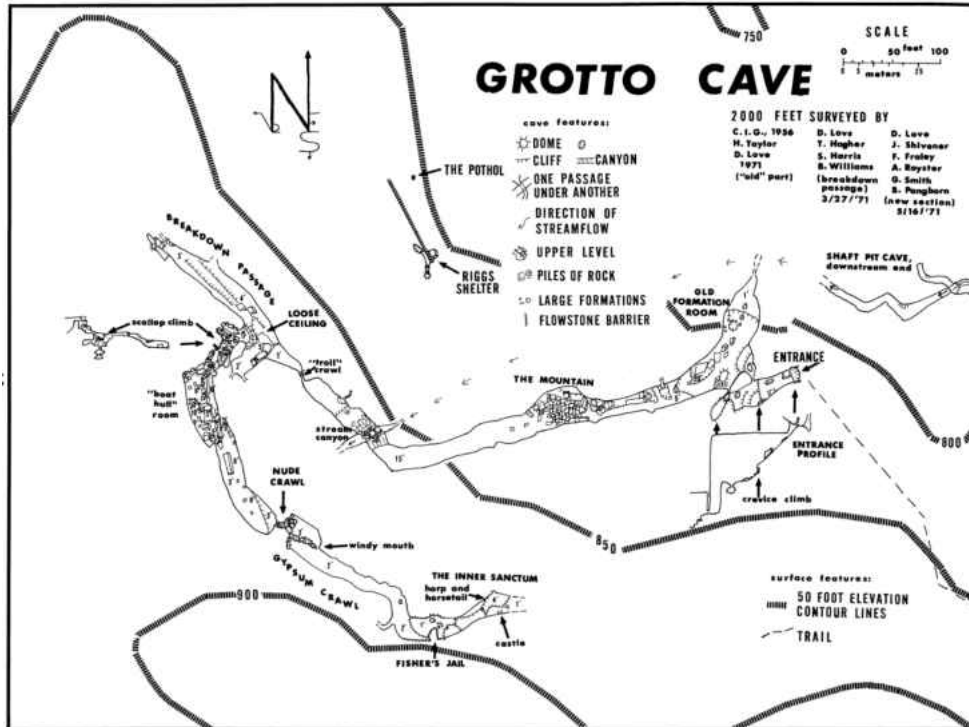 GROTTO CAVE
SCALE
0 50 feet 100
0 5 meters 25
2000 FEET SURVEYED BY
C.I.G., 1956
H. Taylor
D. Love
1971
("old" part)
D. Love
T. Hagher
S. Harris
B. Williams
(breakdown
passage)
3/27/'71
D. Love
J. Shivoner
F. Fraley
A. Royster
G. Smith
B. Pangborn
(new section)
5/16/'71
cave features:
DOME
CLIFF CANYON
ONE PASSAGE
UNDER ANOTHER
DIRECTION OF
STREAMFLOW
UPPER LEVEL
PILES OF ROCK
LARGE FORMATIONS
FLOWSTONE BARRIER
750
N
S
THE POTHOL
RIGGS
SHELTER
BREAKDOWN PASSAGE
LOOSE
CEILING
scallop climb
"troll"
crawl
"boat
hull"
room
stream
canyon
15'
THE MOUNTAIN
OLD
FORMATION
ROOM
SHAFT PIT CAVE,
downstream end
ENTRANCE
ENTRANCE
PROFILE
crevice climb
800
850
900
NUDE
CRAWL
windy mouth
GYPSUM CRAWL
THE INNER SANCTUM
harp and
horsetail
castle
FISHER'S JAIL
surface features:
50 FOOT ELEVATION
CONTOUR LINES
TRAIL